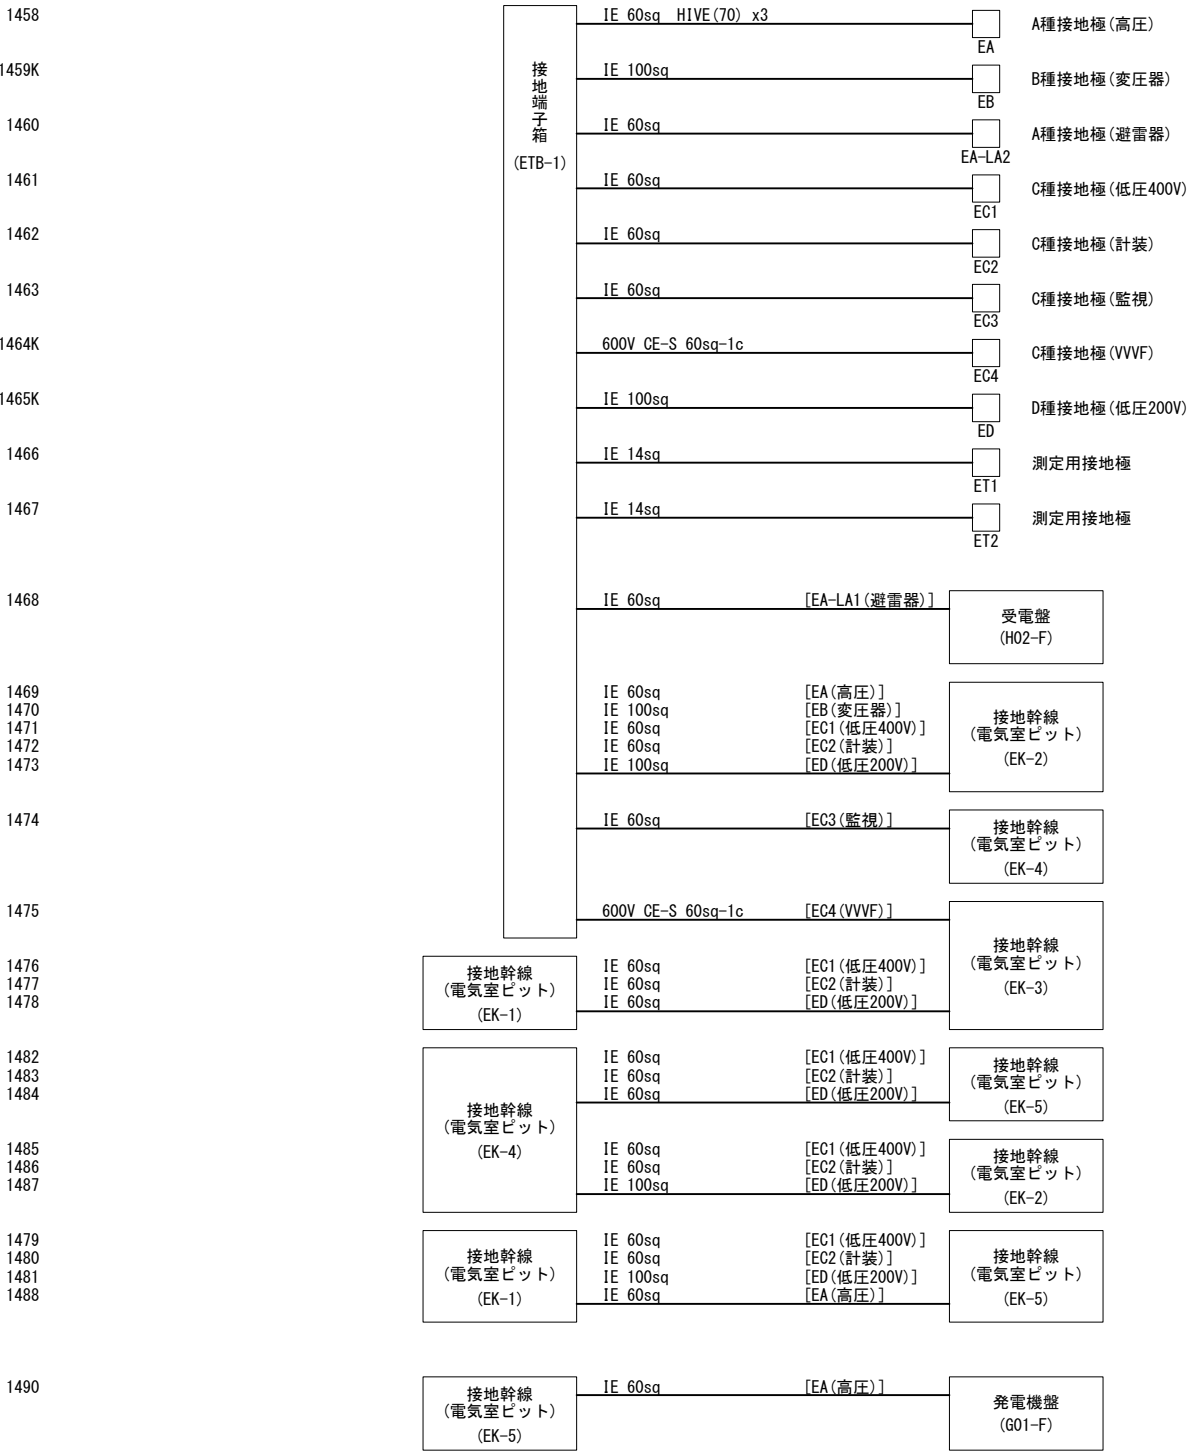 1458 IE 60sq HIVE(70) x3
EA
A種接地極(高圧)
1459K IE 100sq
EB
B種接地極(変圧器)
接地端子箱
(ETB-1)
1460 IE 60sq
EA-LA2
A種接地極(避雷器)
1461 IE 60sq
EC1
C種接地極(低圧400V)
1462 IE 60sq
EC2
C種接地極(計装)
1463 IE 60sq
EC3
C種接地極(監視)
1464K 600V CE-S 60sq-1c
EC4
C種接地極(VVVF)
1465K IE 100sq
ED
D種接地極(低圧200V)
1466 IE 14sq
ET1
測定用接地極
1467 IE 14sq
ET2
測定用接地極
1468 IE 60sq [EA-LA1(避雷器)]
受電盤
(H02-F)
1469 IE 60sq [EA(高圧)]
1470 IE 100sq [EB(変圧器)]
1471 IE 60sq [EC1(低圧400V)]
1472 IE 60sq [EC2(計装)]
1473 IE 100sq [ED(低圧200V)]
接地幹線
(電気室ピット)
(EK-2)
1474 IE 60sq [EC3(監視)]
接地幹線
(電気室ピット)
(EK-4)
1475 600V CE-S 60sq-1c [EC4(VVVF)]
接地幹線
(電気室ピット)
(EK-3)
接地幹線
(電気室ピット)
(EK-1)
1476 IE 60sq [EC1(低圧400V)]
1477 IE 60sq [EC2(計装)]
1478 IE 60sq [ED(低圧200V)]
接地幹線
(電気室ピット)
(EK-4)
1482 IE 60sq [EC1(低圧400V)]
1483 IE 60sq [EC2(計装)]
1484 IE 60sq [ED(低圧200V)]
接地幹線
(電気室ピット)
(EK-5)
1485 IE 60sq [EC1(低圧400V)]
1486 IE 60sq [EC2(計装)]
1487 IE 100sq [ED(低圧200V)]
接地幹線
(電気室ピット)
(EK-2)
接地幹線
(電気室ピット)
(EK-1)
1479 IE 60sq [EC1(低圧400V)]
1480 IE 60sq [EC2(計装)]
1481 IE 100sq [ED(低圧200V)]
1488 IE 60sq [EA(高圧)]
接地幹線
(電気室ピット)
(EK-5)
接地幹線
(電気室ピット)
(EK-5)
1490 IE 60sq [EA(高圧)]
発電機盤
(G01-F)